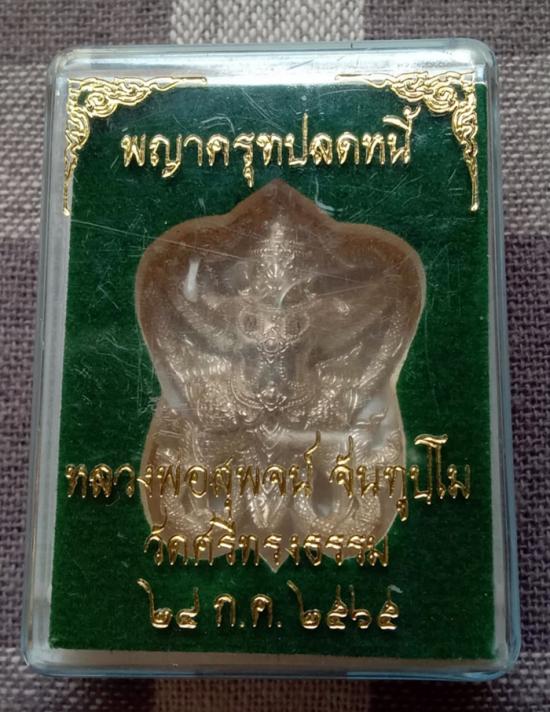 พญาครุฑปลดหนี้
หลวงพ่อสุพจน์ จันทูปโม
วัดศรีทรงธรรม
๒๔ ก.ค. ๒๕๖๕